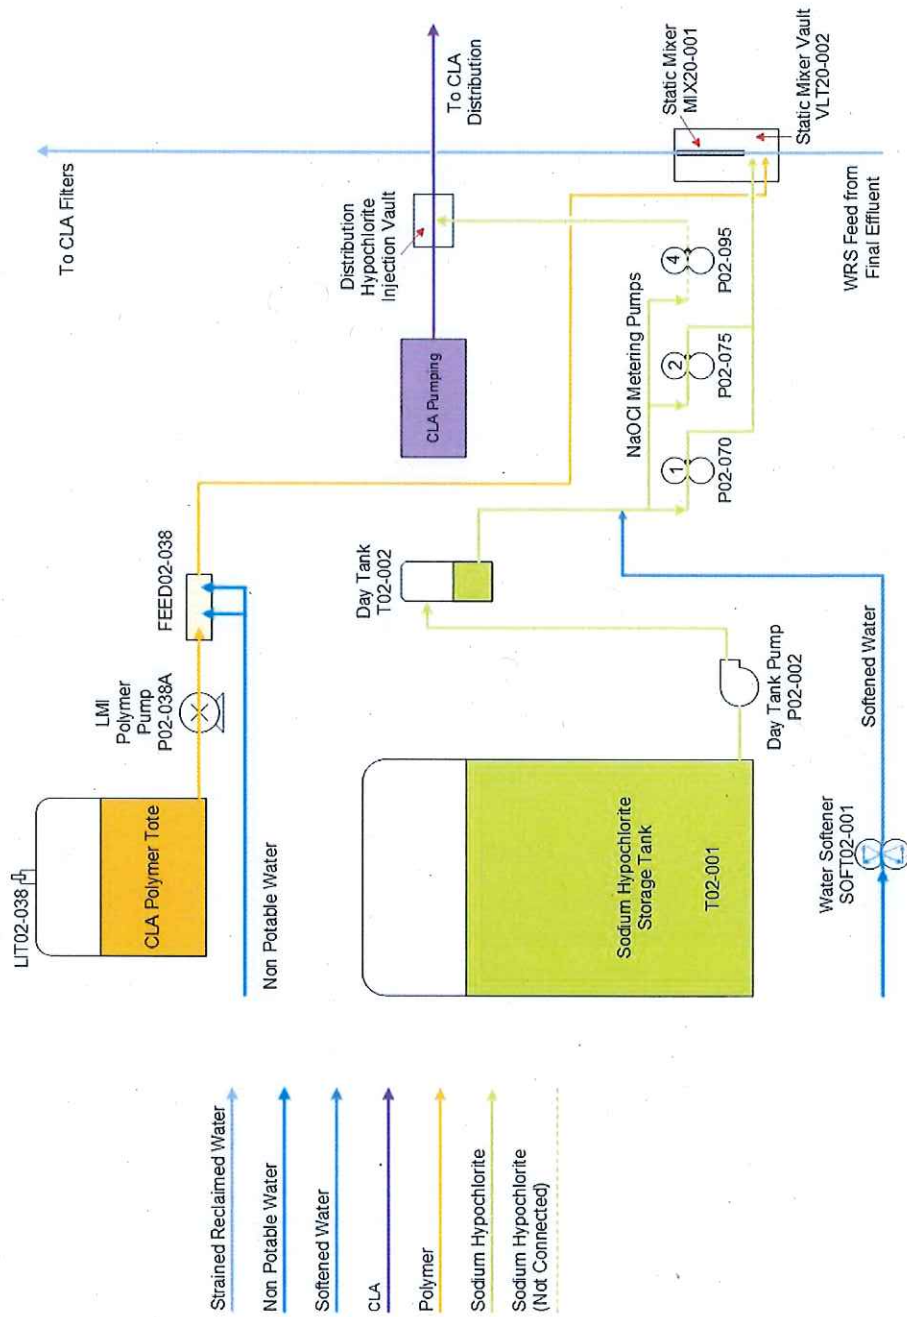 LIT02-038
CLA Polymer Tote
LMI
Polymer
Pump
P02-038A
FEED02-038
Non Potable Water
To CLA Filters
CLA Pumping
Distribution
Hypochlorite
Injection Vault
To CLA
Distribution
Sodium Hypochlorite
Storage Tank
T02-001
Day Tank Pump
P02-002
Day Tank
T02-002
NaOCl Metering Pumps
1
P02-070
2
P02-075
4
P02-095
Static Mixer
MIX20-001
Static Mixer Vault
VLT20-002
WRS Feed from
Final Effluent
Water Softener
SOFT02-001
Softened Water
Strained Reclaimed Water
Non Potable Water
Softened Water
CLA
Polymer
Sodium Hypochlorite
Sodium Hypochlorite
(Not Connected)